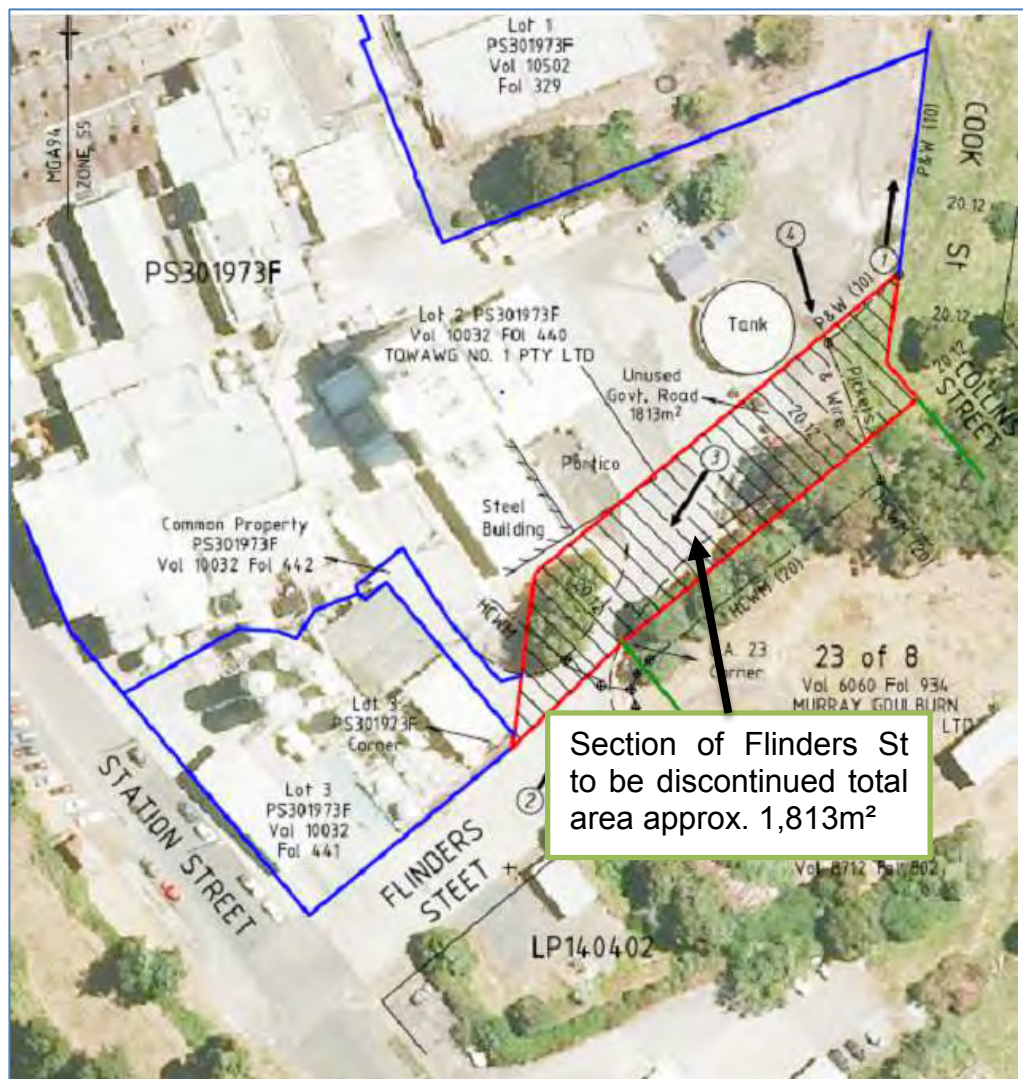 Lot 1
PS301973F
Vol 10502
Fol 329
MGA94
ZONE 55
COOK
St
P&W (10)
20.12
PS301973F
4
1
P&W (10)
Tank
Lot 2 PS301973F
Vol 10032 FOl 440
TOWAWG NO. 1 PTY LTD
20.12
20.12
COLLINS
STREET
Unused
Govt. Road
1813m²
20.12
& Wire
3
Portico
Steel
Building
Common Property
PS301973F
Vol 10032 Fol 442
HCWM
HCWM (20)
Corner
23 of 8
Vol 6060 Fol 934
MURRAY GOULBURN
LTD
Lot 3
Corner
Section of Flinders St
to be discontinued total
area approx. 1,813m²
2
Lot 3
PS301973F
Vol 10032
Fol 441
STATION STREET
FLINDERS
STEET
Vol 8712 Fol 802
LP140402